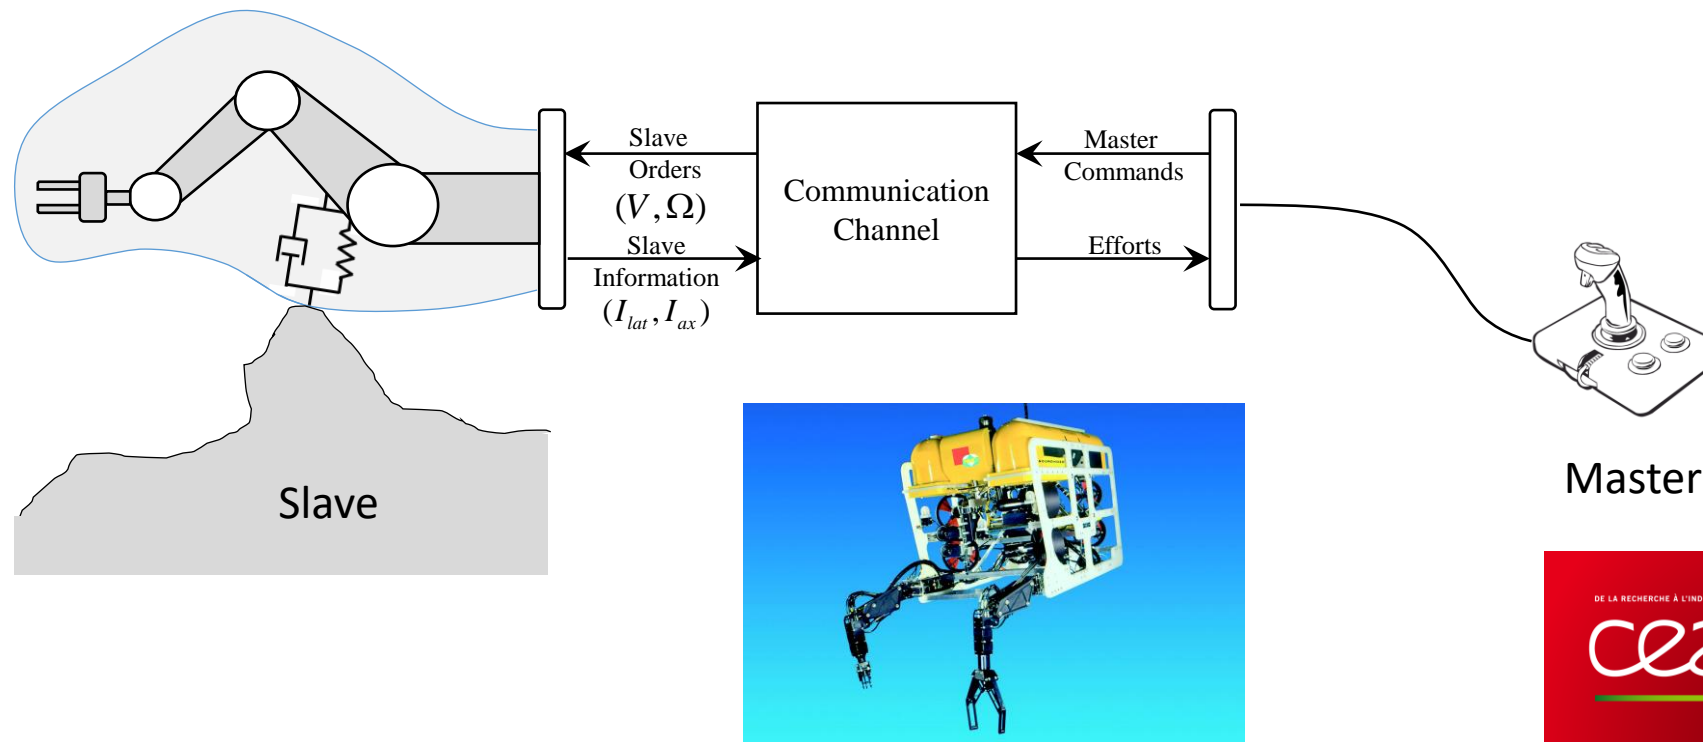 Slave
Orders
(V, Ω)
Slave
Information
(I_lat, I_ax)
Communication
Channel
Master
Commands
Efforts
Slave
Master
DE LA RECHERCHE À L'IND
cea